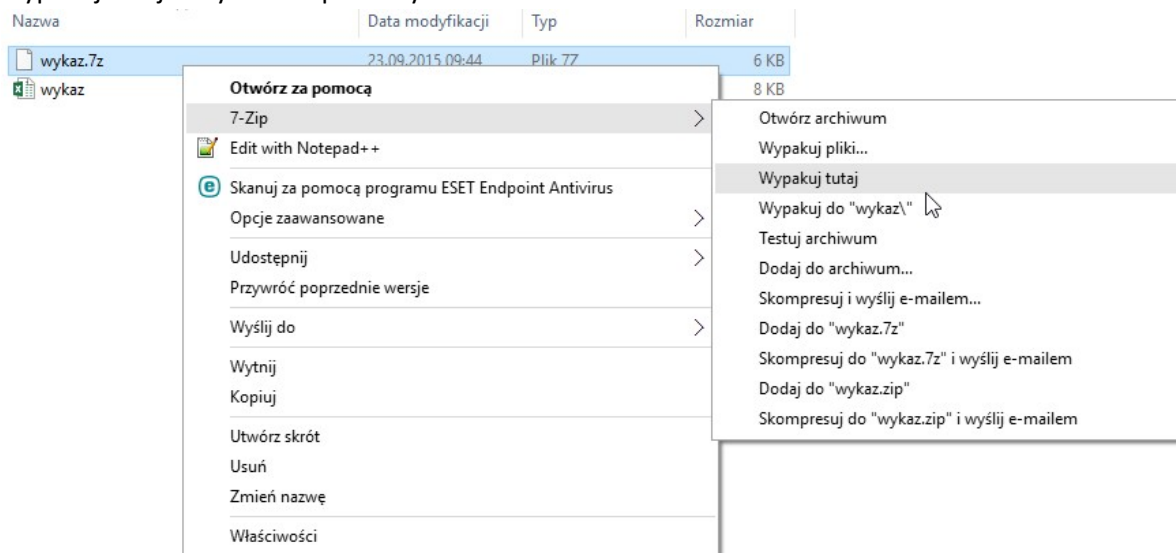 Nazwa Data modyfikacji Typ Rozmiar
wykaz.7z 23.09.2015 09:44 Plik 7Z 6 KB
wykaz 8 KB
Otwórz za pomocą
7-Zip
Edit with Notepad++
Skanuj za pomocą programu ESET Endpoint Antivirus
Opcje zaawansowane
Udostępnij
Przywróć poprzednie wersje
Wyślij do
Wytnij
Kopiuj
Utwórz skrót
Usuń
Zmień nazwę
Właściwości
Otwórz archiwum
Wypakuj pliki...
Wypakuj tutaj
Wypakuj do "wykaz\"
Testuj archiwum
Dodaj do archiwum...
Skompresuj i wyślij e-mailem...
Dodaj do "wykaz.7z"
Skompresuj do "wykaz.7z" i wyślij e-mailem
Dodaj do "wykaz.zip"
Skompresuj do "wykaz.zip" i wyślij e-mailem